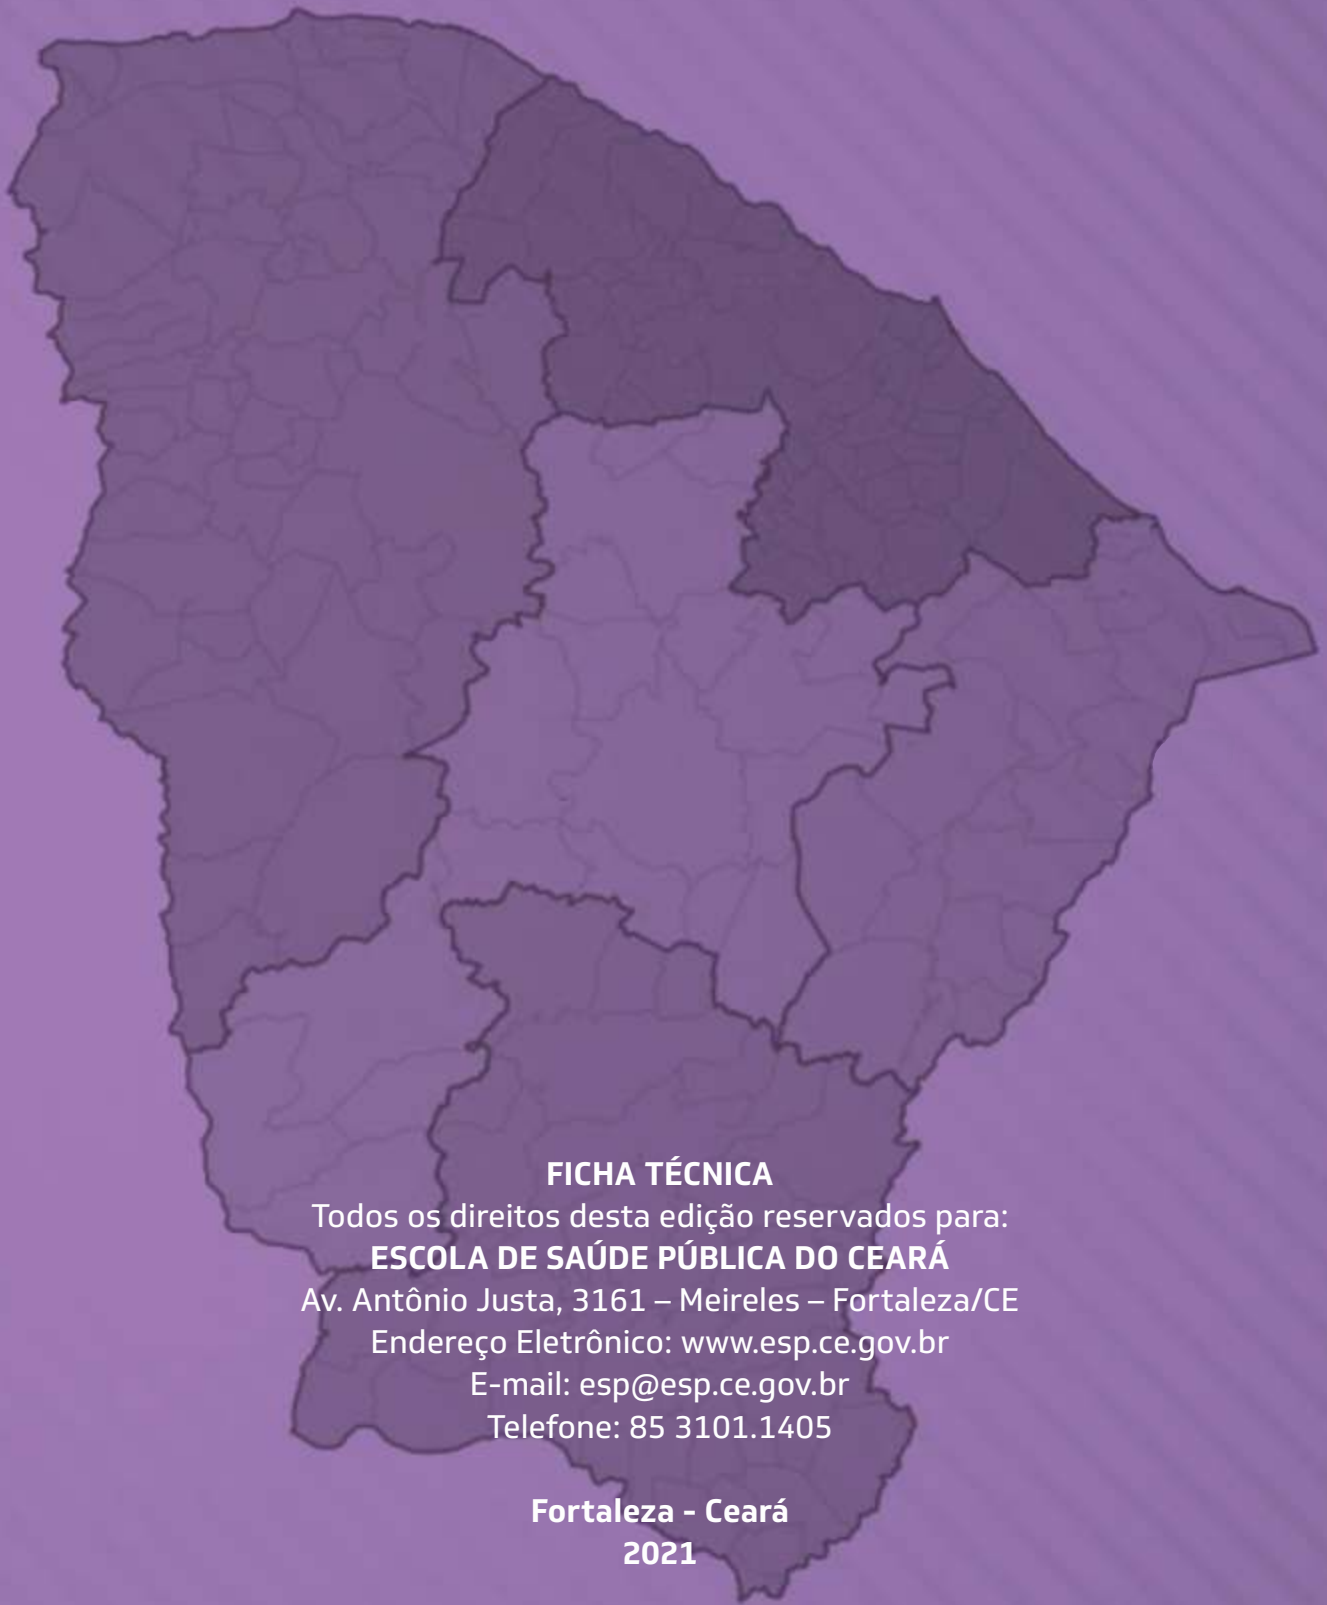 FICHA TÉCNICA
Todos os direitos desta edição reservados para:
ESCOLA DE SAÚDE PÚBLICA DO CEARÁ
Av. Antônio Justa, 3161 – Meireles – Fortaleza/CE
Endereço Eletrônico: www.esp.ce.gov.br
E-mail: esp@esp.ce.gov.br
Telefone: 85 3101.1405
Fortaleza - Ceará
2021